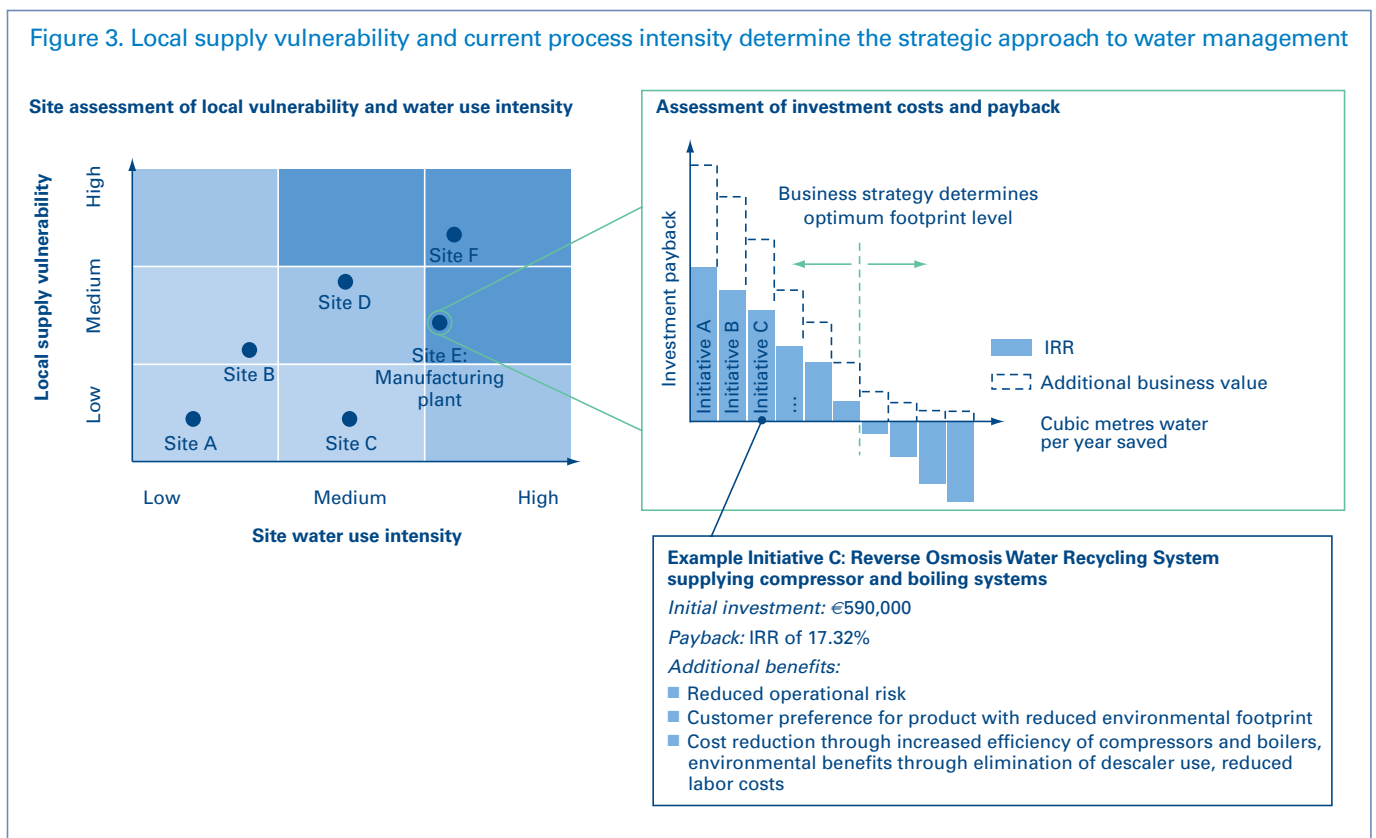 Figure 3. Local supply vulnerability and current process intensity determine the strategic approach to water management
Site assessment of local vulnerability and water use intensity
Local supply vulnerability
High
Medium
Low
Site F
Site D
Site E:
Manufacturing
plant
Site B
Site A
Site C
Low
Medium
High
Site water use intensity
Assessment of investment costs and payback
Investment payback
Business strategy determines
optimum footprint level
Initiative A
Initiative B
Initiative C
...
IRR
Additional business value
Cubic metres water
per year saved
Example Initiative C: Reverse Osmosis Water Recycling System
supplying compressor and boiling systems
Initial investment: €590,000
Payback: IRR of 17.32%
Additional benefits:
■ Reduced operational risk
■ Customer preference for product with reduced environmental footprint
■ Cost reduction through increased efficiency of compressors and boilers,
environmental benefits through elimination of descaler use, reduced
labor costs